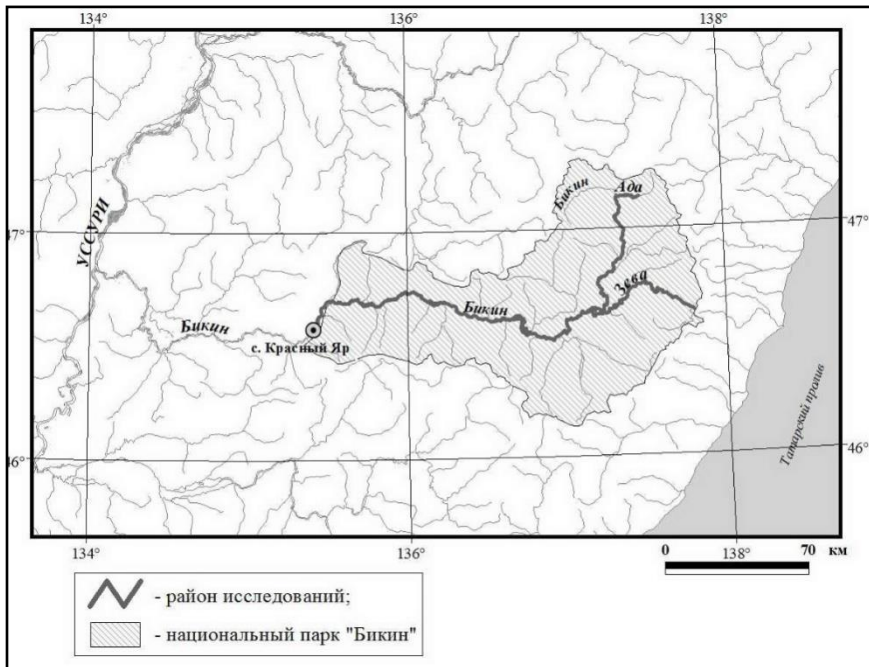 134°
136°
138°
УССУРИ
Бикин
Ада
47°
47°
Зева
Бикин
Бикин
с. Красный Яр
Татарский пролив
46°
46°
134°
136°
138°
0 70 км
- район исследований;
- национальный парк "Бикин"